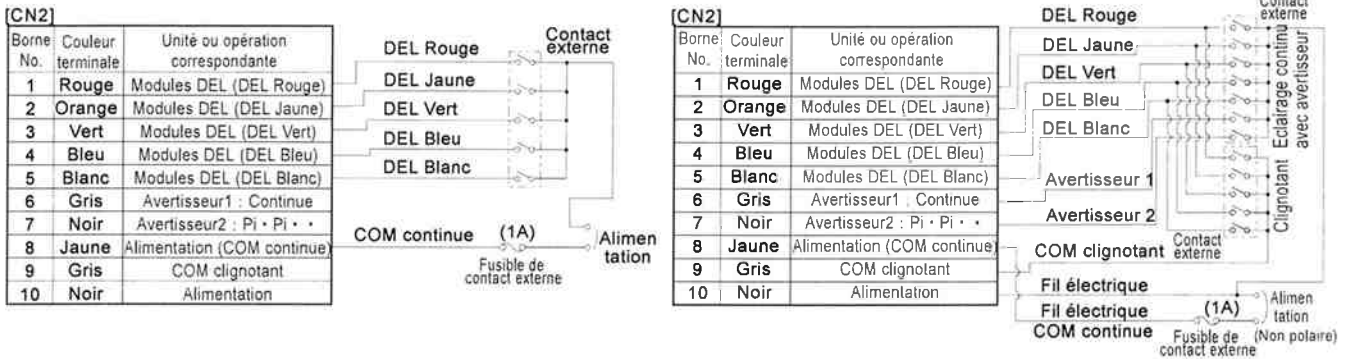 [CN2]
Borne No. Couleur terminale Unité ou opération correspondante
1 Rouge Modules DEL (DEL Rouge)
2 Orange Modules DEL (DEL Jaune)
3 Vert Modules DEL (DEL Vert)
4 Bleu Modules DEL (DEL Bleu)
5 Blanc Modules DEL (DEL Blanc)
6 Gris Avertisseur1 : Continue
7 Noir Avertisseur2 : Pi・Pi・・
8 Jaune Alimentation (COM continue)
9 Gris COM clignotant
10 Noir Alimentation
DEL Rouge
DEL Jaune
DEL Vert
DEL Bleu
DEL Blanc
Contact
externe
COM continue
(1A)
Fusible de
contact externe
Alimen
tation
[CN2]
Borne No. Couleur terminale Unité ou opération correspondante
1 Rouge Modules DEL (DEL Rouge)
2 Orange Modules DEL (DEL Jaune)
3 Vert Modules DEL (DEL Vert)
4 Bleu Modules DEL (DEL Bleu)
5 Blanc Modules DEL (DEL Blanc)
6 Gris Avertisseur1 : Continue
7 Noir Avertisseur2 : Pi・Pi・・
8 Jaune Alimentation (COM continue)
9 Gris COM clignotant
10 Noir Alimentation
DEL Rouge
DEL Jaune
DEL Vert
DEL Bleu
DEL Blanc
Avertisseur 1
Avertisseur 2
COM clignotant
Fil électrique
Fil électrique
COM continue
Contact
externe
Eclairage continu
avec avertisseur
Clignotant
Contact
externe
(1A)
Fusible de
contact externe
Alimen
tation
(Non polaire)